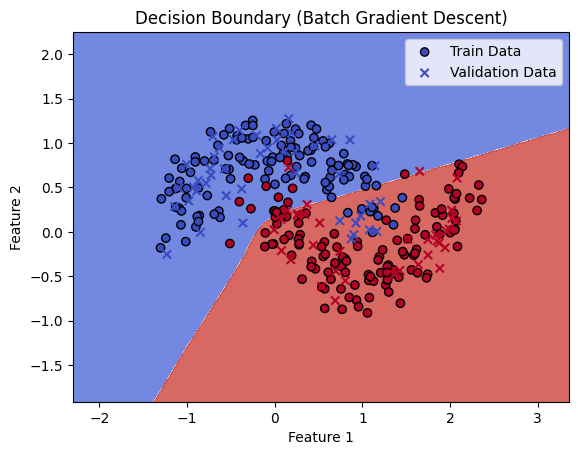 Decision Boundary (Batch Gradient Descent)
Train Data
Validation Data
Feature 2
2.0
1.5
1.0
0.5
0.0
−0.5
−1.0
−1.5
−2 −1 0 1 2 3
Feature 1